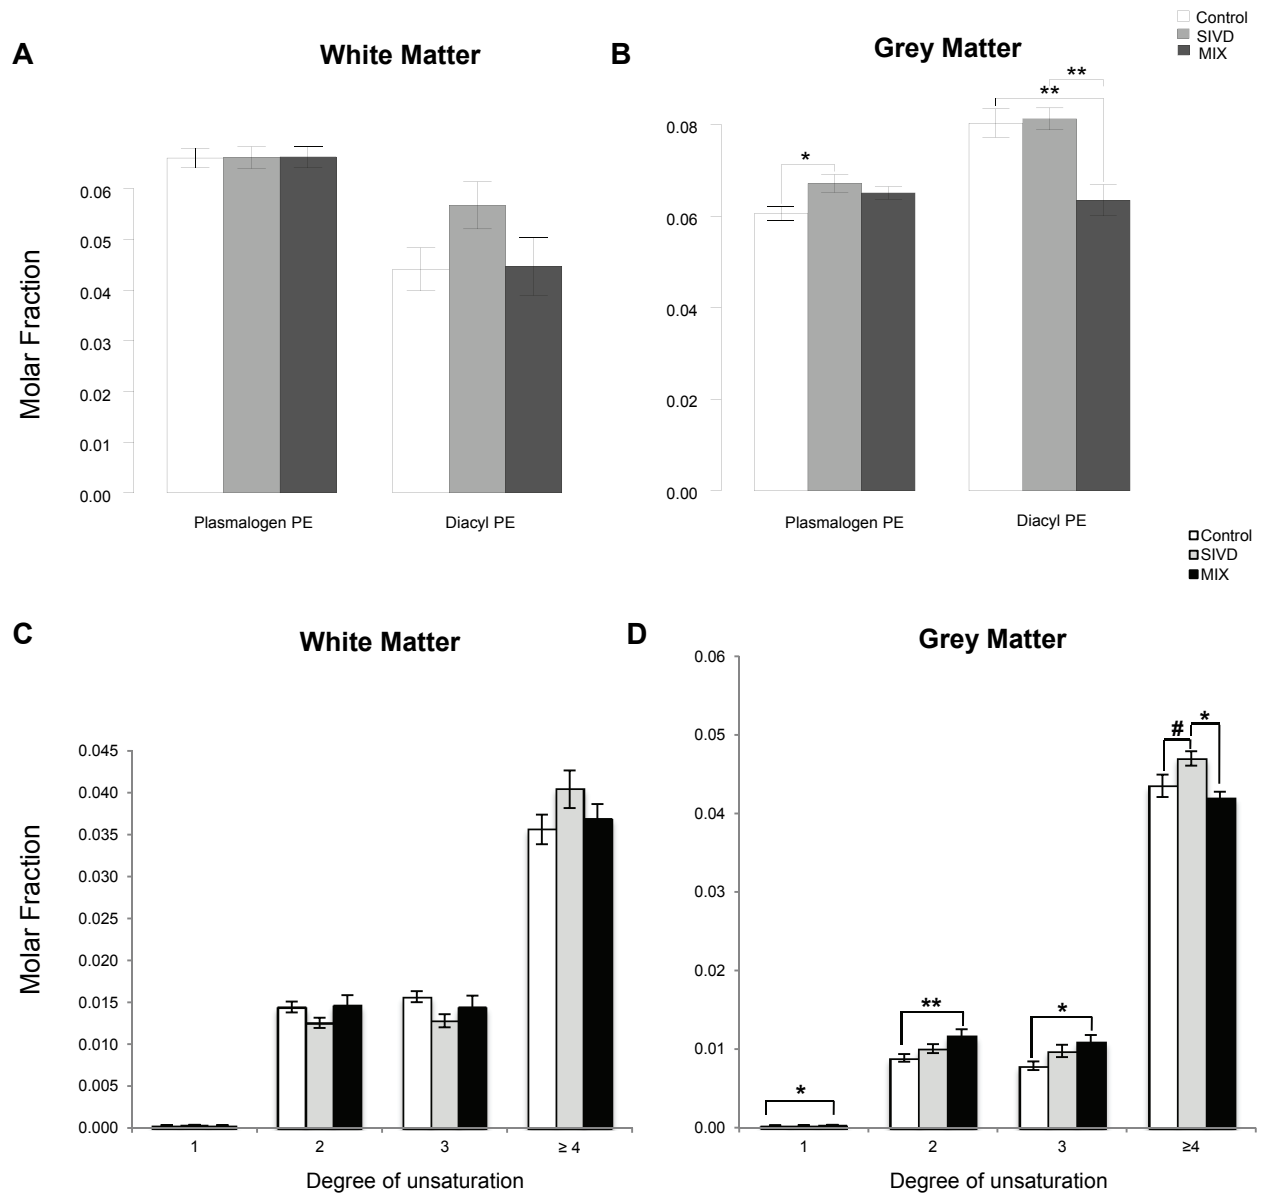 A
White Matter
B
Grey Matter
Control
SIVD
MIX
Molar Fraction
0.06
0.05
0.04
0.03
0.02
0.01
0.00
Plasmalogen PE
Diacyl PE
0.08
0.06
0.04
0.02
0.00
*
**
**
Plasmalogen PE
Diacyl PE
Control
SIVD
MIX
C
White Matter
D
Grey Matter
Molar Fraction
0.045
0.040
0.035
0.030
0.025
0.020
0.015
0.010
0.005
0.000
1
2
3
≥ 4
Degree of unsaturation
0.06
0.05
0.04
0.03
0.02
0.01
0.00
*
**
*
#
*
1
2
3
≥4
Degree of unsaturation